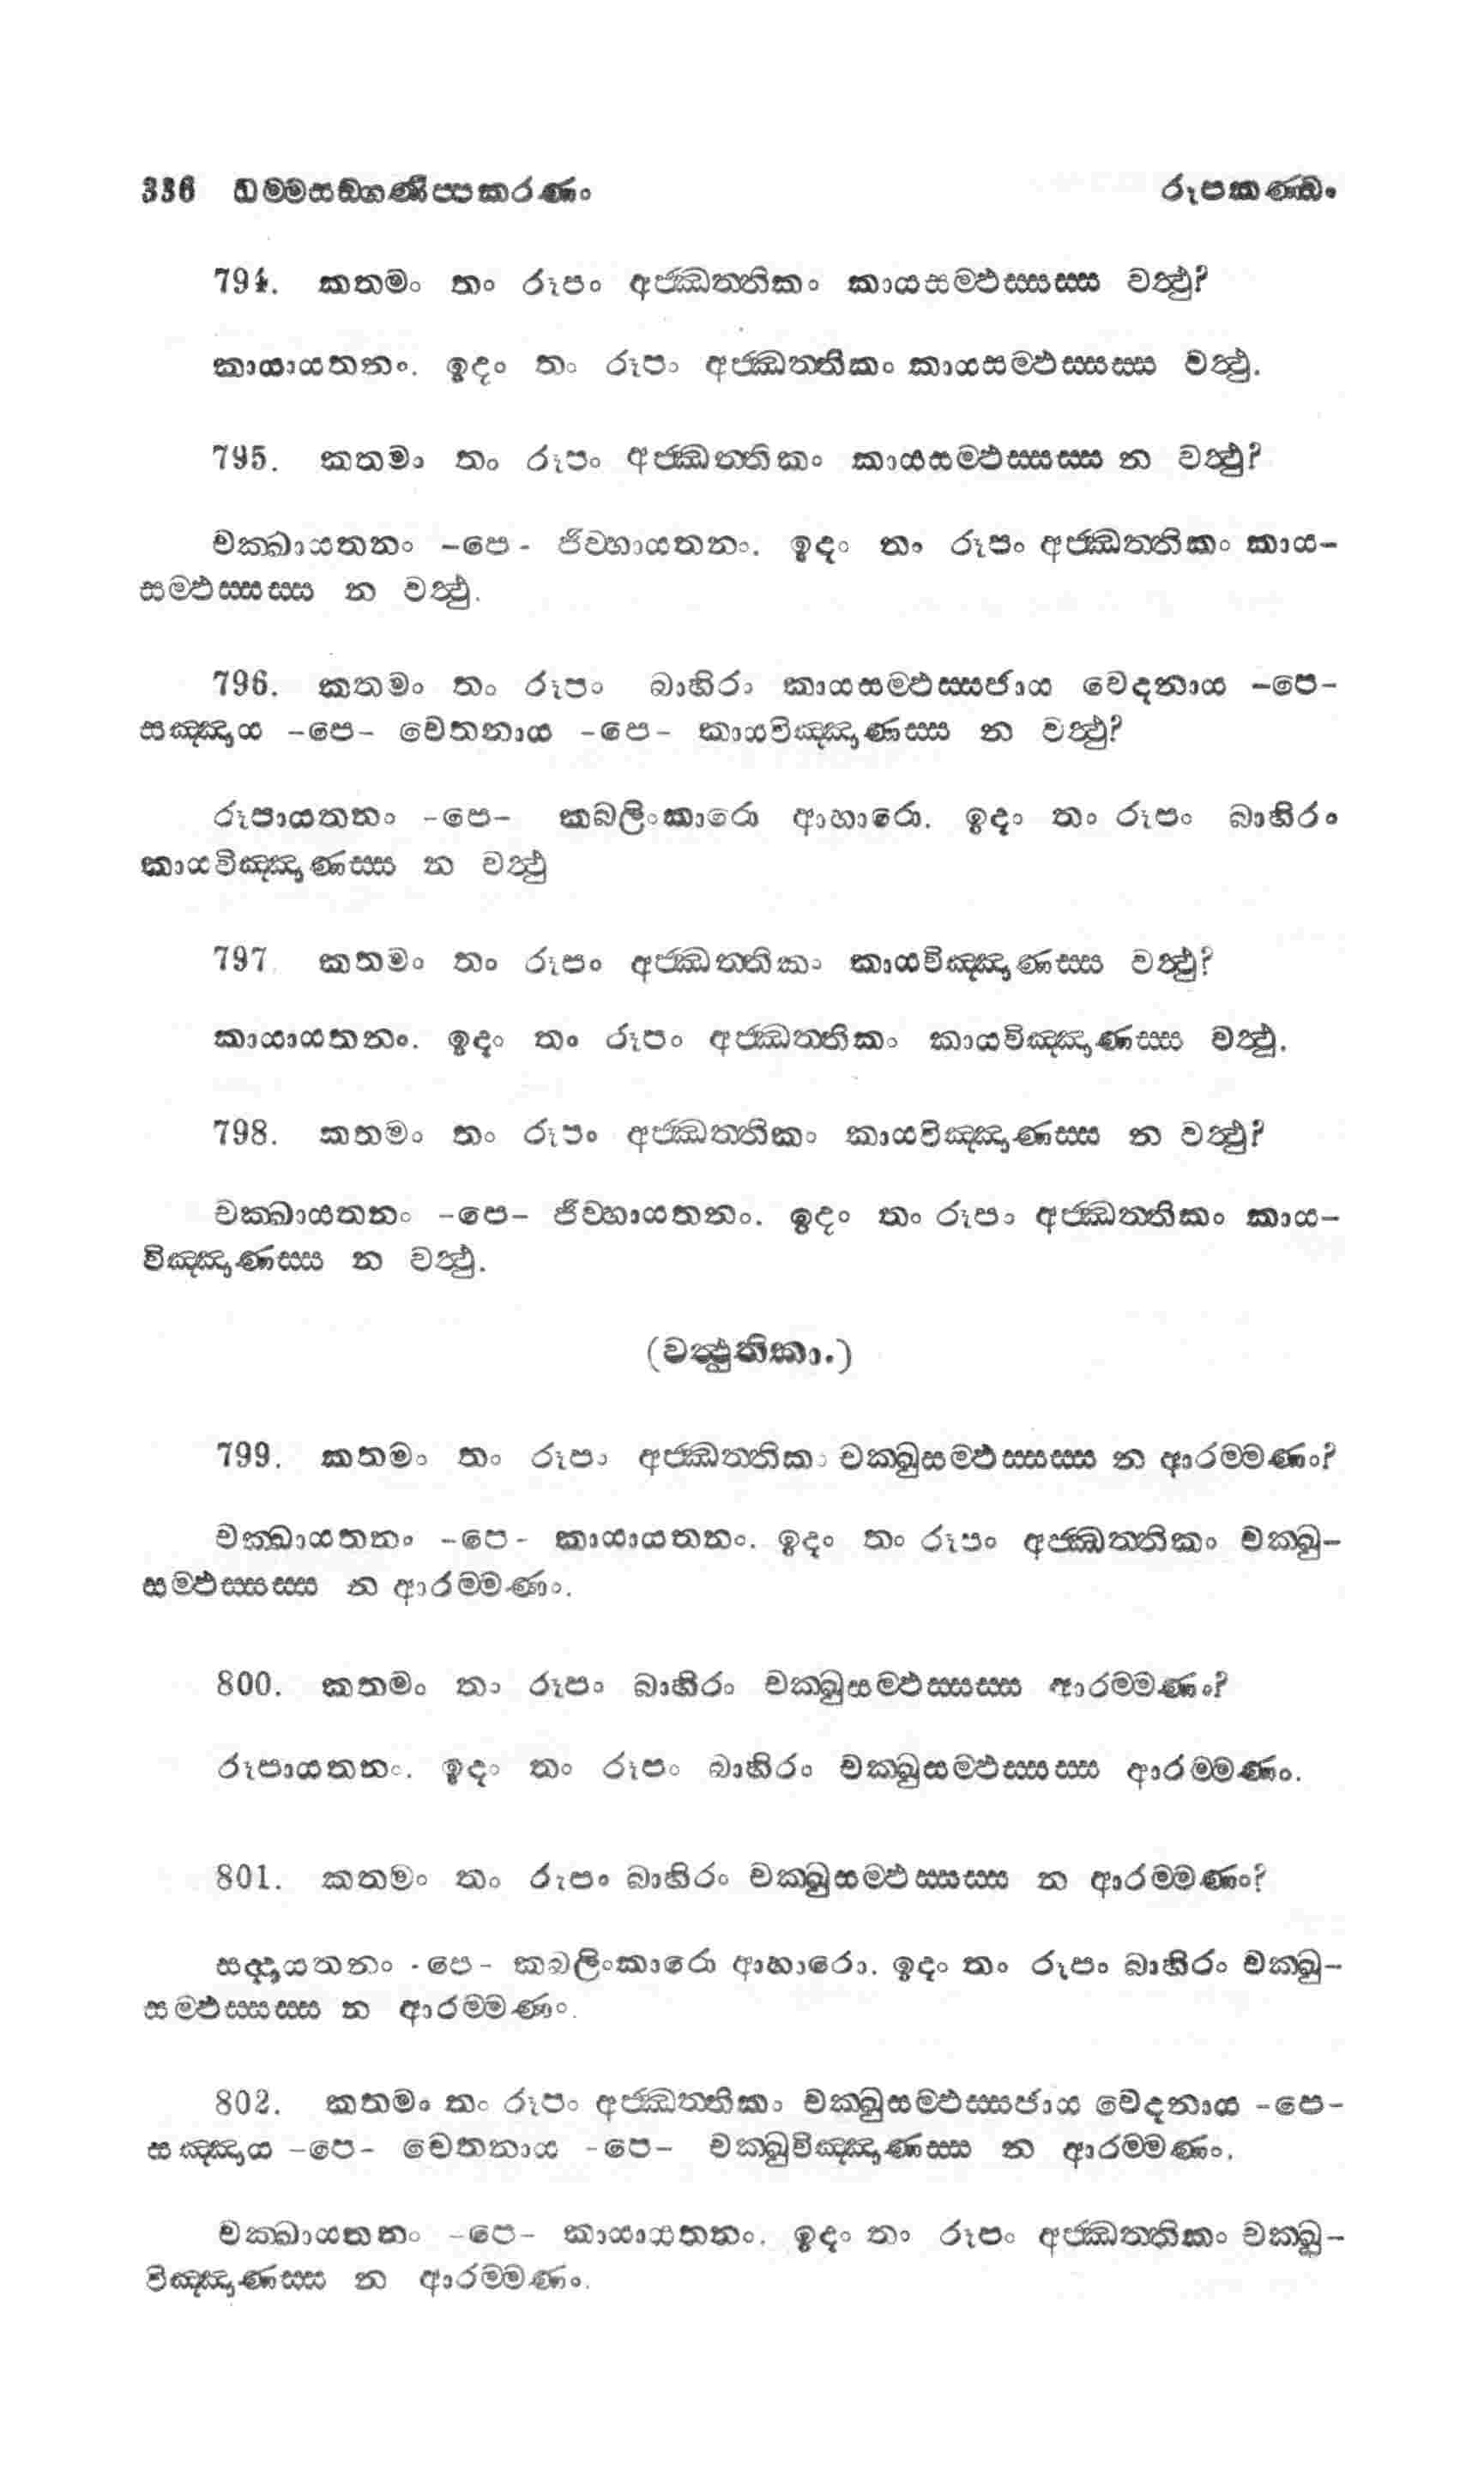 336 ධම්මසඞ්ගණිප්පකරණං රූපකණ්ඩං
794. කතමං තං රූපං අජ්ඣත්තිකං කායසම්ඵස්සස්ස වත්ථු?
කායායතනං. ඉදං තං රූපං අජ්ඣත්තිකං කායසම්ඵස්සස්ස වත්ථු.
795. කතමං තං රූපං අජ්ඣත්තිකං කායසම්ඵස්සස්ස න වත්ථු?
චක්ඛායතනං -පෙ- ජිව්හායතනං. ඉදං තං රූපං අජ්ඣත්තිකං කාය-
සම්ඵස්සස්ස න වත්ථු.
796. කතමං තං රූපං බාහිරං කායසම්ඵස්සජාය වෙදනාය -පෙ-
සඤ්ඤාය -පෙ- චෙතනාය -පෙ- කායවිඤ්ඤාණස්ස න වත්ථු?
රූපායතනං -පෙ- කබලිංකාරො ආහාරො. ඉදං තං රූපං බාහිරං
කායවිඤ්ඤාණස්ස න වත්ථු
797. කතමං තං රූපං අජ්ඣත්තිකං කායවිඤ්ඤාණස්ස වත්ථු?
කායායතනං. ඉදං තං රූපං අජ්ඣත්තිකං කායවිඤ්ඤාණස්ස වත්ථු.
798. කතමං තං රූපං අජ්ඣත්තිකං කායවිඤ්ඤාණස්ස න වත්ථු?
චක්ඛායතනං -පෙ- ජිව්හායතනං. ඉදං තං රූපං අජ්ඣත්තිකං කාය-
විඤ්ඤාණස්ස න වත්ථු.
(වත්ථුතිකා.)
799. කතමං තං රූපං අජ්ඣත්තිකං චක්ඛුසම්ඵස්සස්ස න ආරම්මණං?
චක්ඛායතනං -පෙ- කායායතනං. ඉදං තං රූපං අජ්ඣත්තිකං චක්ඛු-
සම්ඵස්සස්ස න ආරම්මණං.
800. කතමං තං රූපං බාහිරං චක්ඛුසම්ඵස්සස්ස ආරම්මණං?
රූපායතනං. ඉදං තං රූපං බාහිරං චක්ඛුසම්ඵස්සස්ස ආරම්මණං.
801. කතමං තං රූපං බාහිරං චක්ඛුසම්ඵස්සස්ස න ආරම්මණං?
සද්දායතනං -පෙ- කබලිංකාරො ආහාරො. ඉදං තං රූපං බාහිරං චක්ඛු-
සම්ඵස්සස්ස න ආරම්මණං.
802. කතමං තං රූපං අජ්ඣත්තිකං චක්ඛුසම්ඵස්සජාය වෙදනාය -පෙ-
සඤ්ඤාය -පෙ- චෙතනාය -පෙ- චක්ඛුවිඤ්ඤාණස්ස න ආරම්මණං.
චක්ඛායතනං -පෙ- කායායතනං. ඉදං තං රූපං අජ්ඣත්තිකං චක්ඛු-
විඤ්ඤාණස්ස න ආරම්මණං.